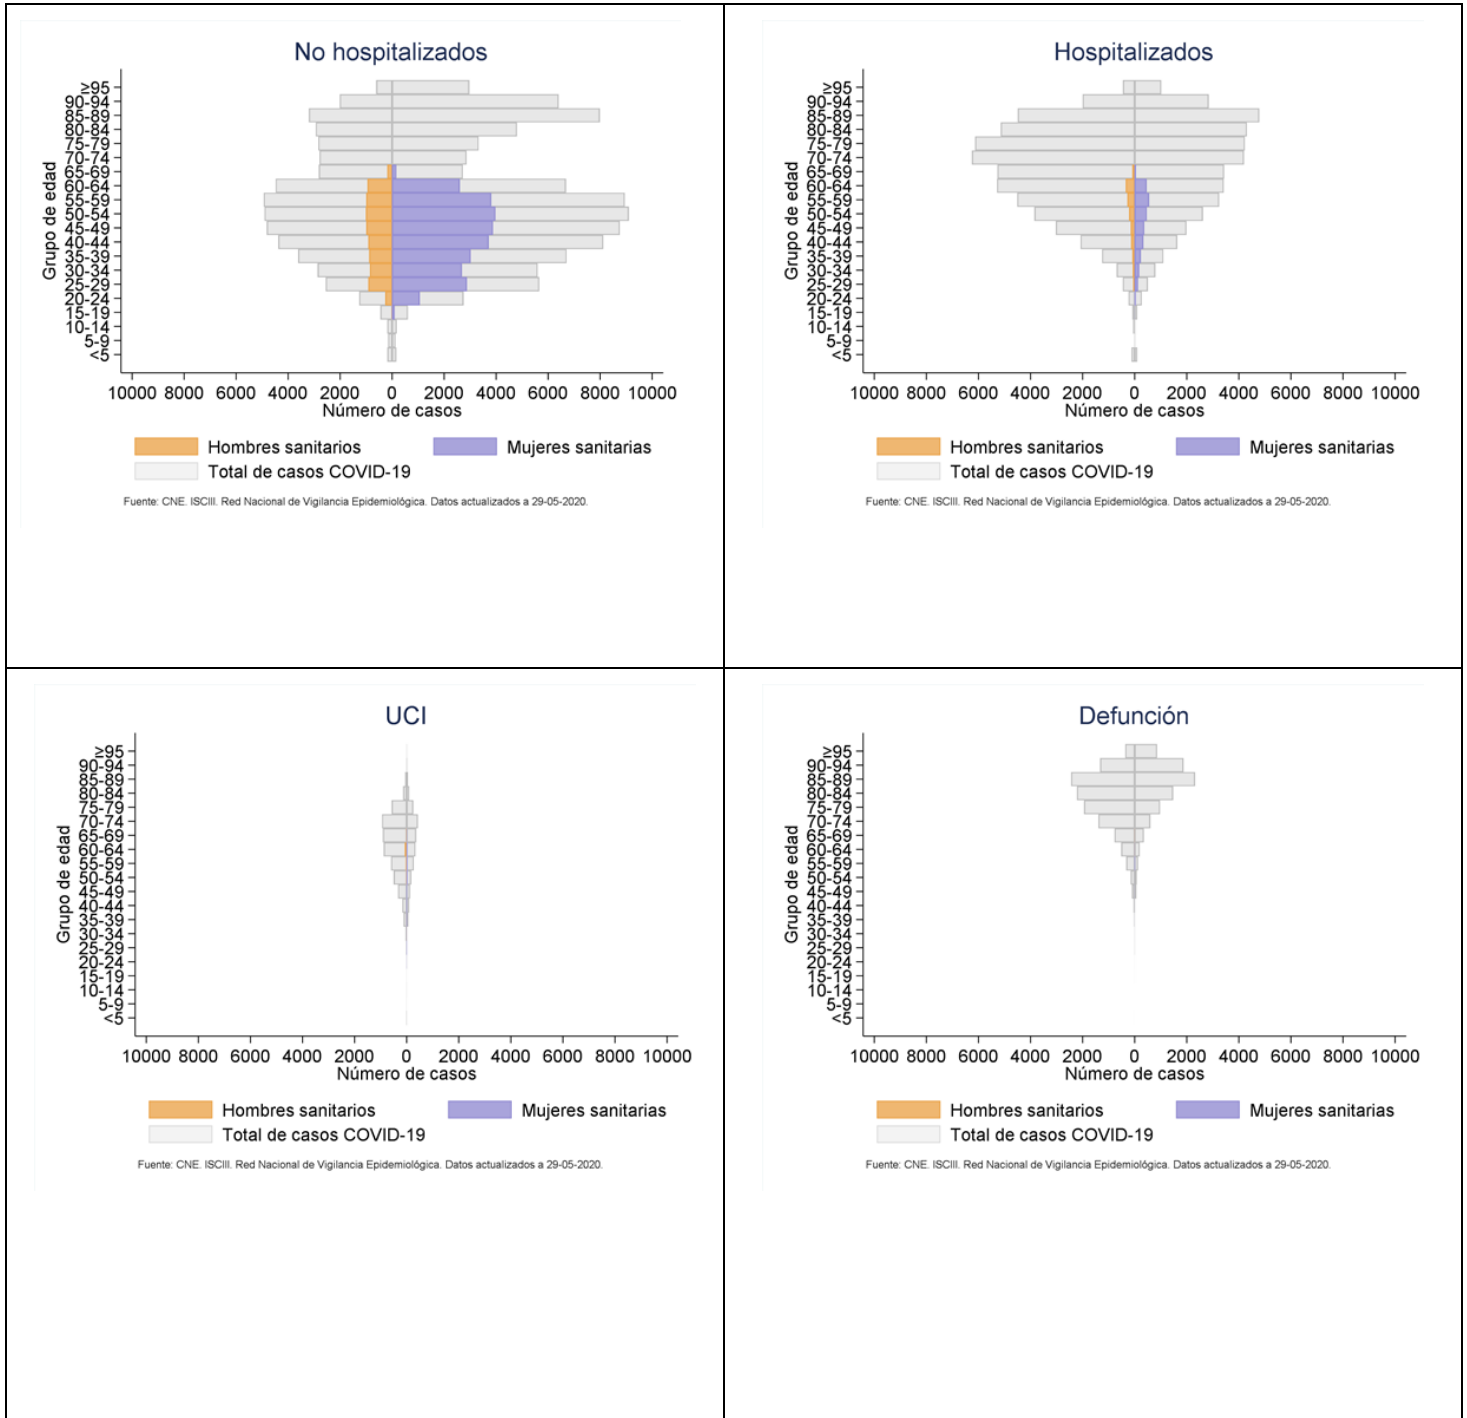 No hospitalizados
Grupo de edad
≥95
90-94
85-89
80-84
75-79
70-74
65-69
60-64
55-59
50-54
45-49
40-44
35-39
30-34
25-29
20-24
15-19
10-14
5-9
<5
10000 8000 6000 4000 2000 0 2000 4000 6000 8000 10000
Número de casos
Hombres sanitarios Mujeres sanitarias
Total de casos COVID-19
Fuente: CNE. ISCIII. Red Nacional de Vigilancia Epidemiológica. Datos actualizados a 29-05-2020.
Hospitalizados
Grupo de edad
≥95
90-94
85-89
80-84
75-79
70-74
65-69
60-64
55-59
50-54
45-49
40-44
35-39
30-34
25-29
20-24
15-19
10-14
5-9
<5
10000 8000 6000 4000 2000 0 2000 4000 6000 8000 10000
Número de casos
Hombres sanitarios Mujeres sanitarias
Total de casos COVID-19
Fuente: CNE. ISCIII. Red Nacional de Vigilancia Epidemiológica. Datos actualizados a 29-05-2020.
UCI
Grupo de edad
≥95
90-94
85-89
80-84
75-79
70-74
65-69
60-64
55-59
50-54
45-49
40-44
35-39
30-34
25-29
20-24
15-19
10-14
5-9
<5
10000 8000 6000 4000 2000 0 2000 4000 6000 8000 10000
Número de casos
Hombres sanitarios Mujeres sanitarias
Total de casos COVID-19
Fuente: CNE. ISCIII. Red Nacional de Vigilancia Epidemiológica. Datos actualizados a 29-05-2020.
Defunción
Grupo de edad
≥95
90-94
85-89
80-84
75-79
70-74
65-69
60-64
55-59
50-54
45-49
40-44
35-39
30-34
25-29
20-24
15-19
10-14
5-9
<5
10000 8000 6000 4000 2000 0 2000 4000 6000 8000 10000
Número de casos
Hombres sanitarios Mujeres sanitarias
Total de casos COVID-19
Fuente: CNE. ISCIII. Red Nacional de Vigilancia Epidemiológica. Datos actualizados a 29-05-2020.